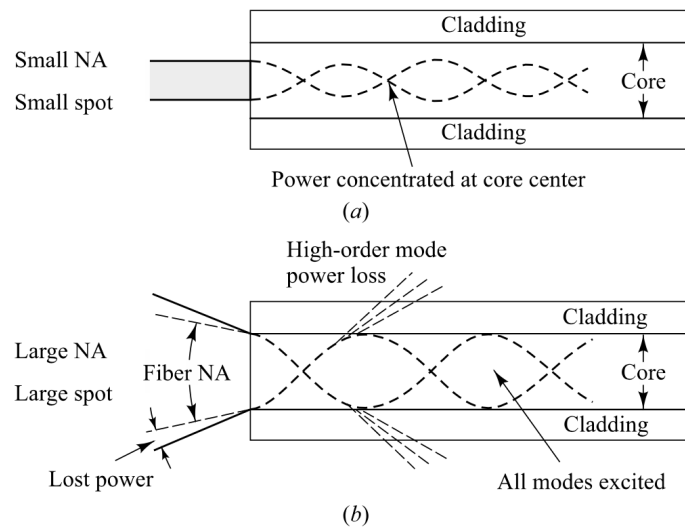 Cladding
Small NA
Small spot
Core
Cladding
Power concentrated at core center
(a)
High-order mode
power loss
Cladding
Large NA
Large spot
Fiber NA
Core
Cladding
Lost power
All modes excited
(b)